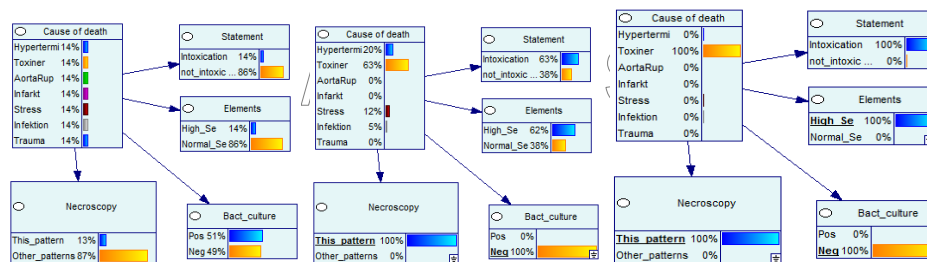 Cause of death
Hypertermi 14%
Toxiner 14%
AortaRup 14%
Infarkt 14%
Stress 14%
Infektion 14%
Trauma 14%
Statement
Intoxication 14%
not_intoxic ... 86%
Elements
High_Se 14%
Normal_Se 86%
Necroscopy
This_pattern 13%
Other_patterns 87%
Bact_culture
Pos 51%
Neg 49%
Cause of death
Hypertermi 20%
Toxiner 63%
AortaRup 0%
Infarkt 0%
Stress 12%
Infektion 5%
Trauma 0%
Statement
Intoxication 63%
not_intoxic ... 38%
Elements
High_Se 62%
Normal_Se 38%
Necroscopy
This_pattern 100%
Other_patterns 0%
Bact_culture
Pos 0%
Neg 100%
Cause of death
Hypertermi 0%
Toxiner 100%
AortaRup 0%
Infarkt 0%
Stress 0%
Infektion 0%
Trauma 0%
Statement
Intoxication 100%
not_intoxic ... 0%
Elements
High_Se 100%
Normal_Se 0%
Necroscopy
This_pattern 100%
Other_patterns 0%
Bact_culture
Pos 0%
Neg 100%